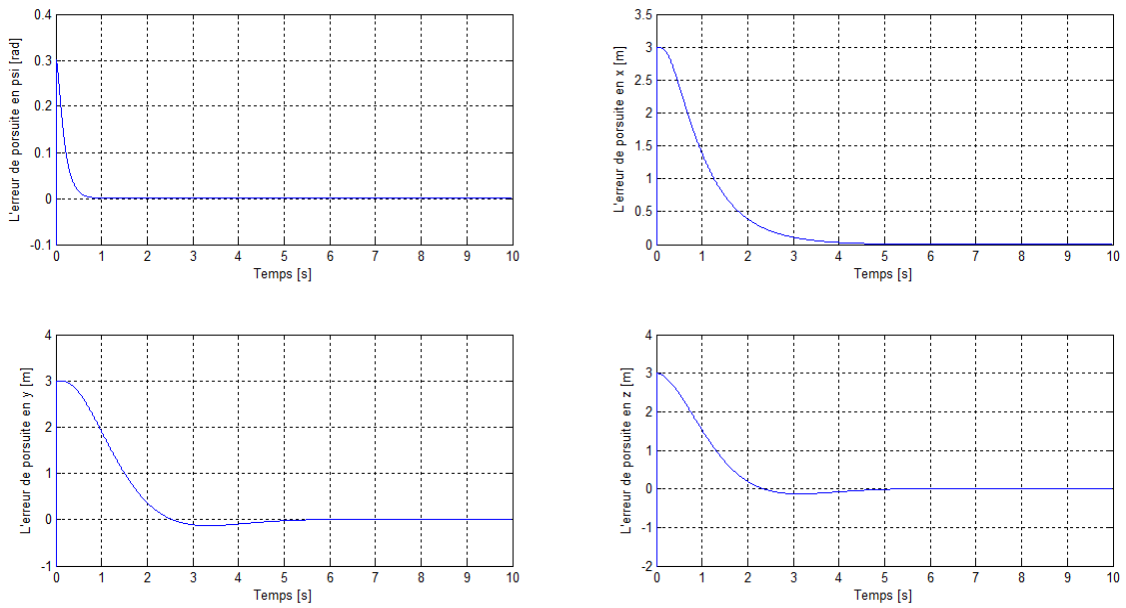 0.4
0.3
0.2
0.1
0
-0.1
L'erreur de porsuite en psi [rad]
0 1 2 3 4 5 6 7 8 9 10
Temps [s]
3.5
3
2.5
2
1.5
1
0.5
0
L'erreur de porsuite en x [m]
0 1 2 3 4 5 6 7 8 9 10
Temps [s]
4
3
2
1
0
-1
L'erreur de porsuite en y [m]
0 1 2 3 4 5 6 7 8 9 10
Temps [s]
4
3
2
1
0
-1
-2
L'erreur de porsuite en z [m]
0 1 2 3 4 5 6 7 8 9 10
Temps [s]